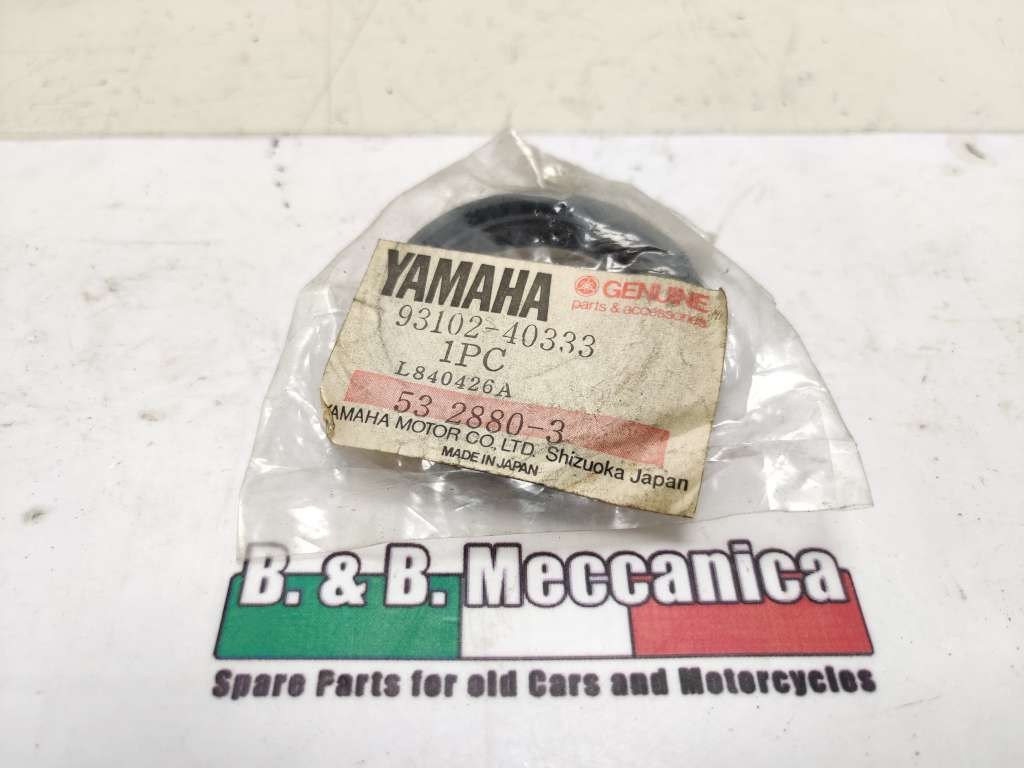 YAMAHA GENUINE
parts & accessories
93102-40333
1PC
L840426A
53 2880-3
YAMAHA MOTOR CO., LTD. Shizuoka Japan
MADE IN JAPAN
B. & B. Meccanica
Spare Parts for old Cars and Motorcycles